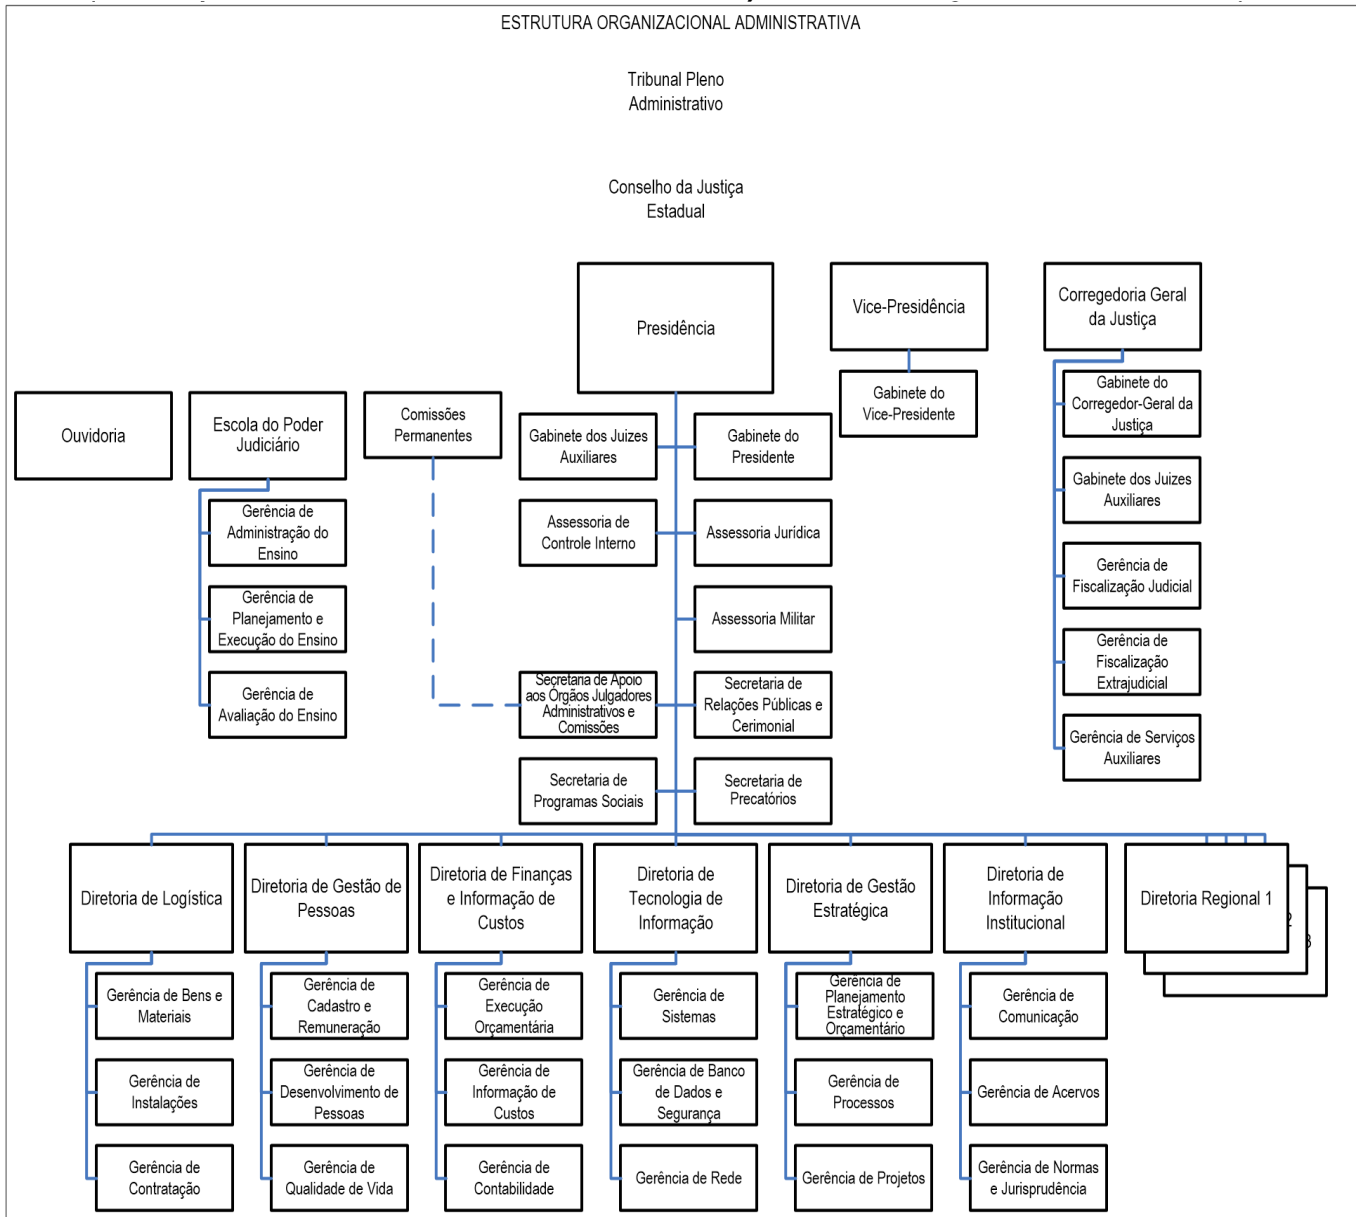 ESTRUTURA ORGANIZACIONAL ADMINISTRATIVA
Tribunal Pleno
Administrativo
Conselho da Justiça
Estadual
Presidência
Vice-Presidência
Corregedoria Geral
da Justiça
Gabinete do
Vice-Presidente
Gabinete do
Corregedor-Geral da
Justiça
Gabinete dos Juizes
Auxiliares
Gerência de
Fiscalização Judicial
Gerência de
Fiscalização
Extrajudicial
Gerência de Serviços
Auxiliares
Ouvidoria
Escola do Poder
Judiciário
Gerência de
Administração do
Ensino
Gerência de
Planejamento e
Execução do Ensino
Gerência de
Avaliação do Ensino
Comissões
Permanentes
Gabinete dos Juizes
Auxiliares
Gabinete do
Presidente
Assessoria de
Controle Interno
Assessoria Jurídica
Assessoria Militar
Secretaria de Apoio
aos Órgãos Julgadores
Administrativos e
Comissões
Secretaria de
Relações Públicas e
Cerimonial
Secretaria de
Programas Sociais
Secretaria de
Precatórios
Diretoria de Logística
Gerência de Bens e
Materiais
Gerência de
Instalações
Gerência de
Contratação
Diretoria de Gestão de
Pessoas
Gerência de
Cadastro e
Remuneração
Gerência de
Desenvolvimento de
Pessoas
Gerência de
Qualidade de Vida
Diretoria de Finanças
e Informação de
Custos
Gerência de
Execução
Orçamentária
Gerência de
Informação de
Custos
Gerência de
Contabilidade
Diretoria de
Tecnologia de
Informação
Gerência de
Sistemas
Gerência de Banco
de Dados e
Segurança
Gerência de Rede
Diretoria de Gestão
Estratégica
Gerência de
Planejamento
Estratégico e
Orçamentário
Gerência de
Processos
Gerência de Projetos
Diretoria de
Informação
Institucional
Gerência de
Comunicação
Gerência de Acervos
Gerência de Normas
e Jurisprudência
Diretoria Regional 1